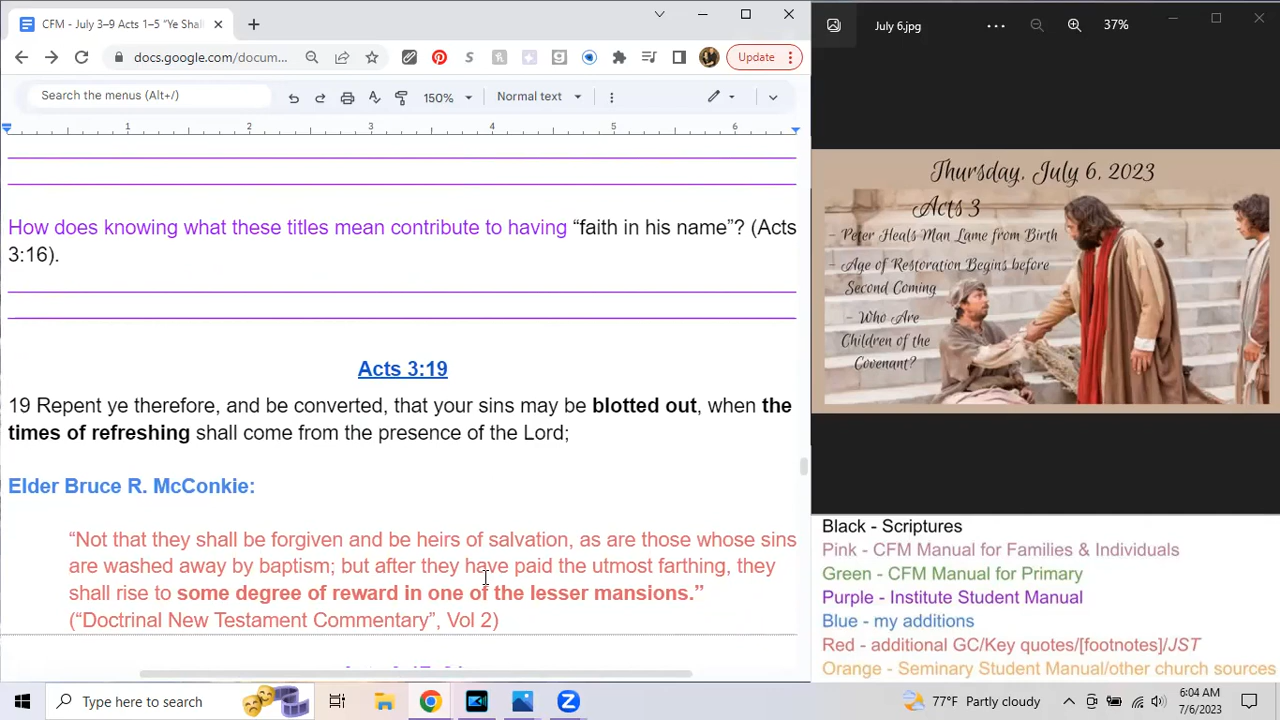 CFM - July 3–9 Acts 1–5 “Ye Shal
docs.google.com/docum...
Update
Search the menus (Alt+/)
150%
Normal text
1 2 3 4 5 6
How does knowing what these titles mean contribute to having “faith in his name”? (Acts
3:16).
Acts 3:19
19 Repent ye therefore, and be converted, that your sins may be blotted out, when the
times of refreshing shall come from the presence of the Lord;
Elder Bruce R. McConkie:
“Not that they shall be forgiven and be heirs of salvation, as are those whose sins
are washed away by baptism; but after they have paid the utmost farthing, they
shall rise to some degree of reward in one of the lesser mansions.”
(“Doctrinal New Testament Commentary”, Vol 2)
July 6.jpg
37%
Thursday, July 6, 2023
Acts 3
- Peter Heals Man Lame from Birth
- Age of Restoration Begins before
Second Coming
- Who Are
Children of the
Covenant?
Black - Scriptures
Pink - CFM Manual for Families & Individuals
Green - CFM Manual for Primary
Purple - Institute Student Manual
Blue - my additions
Red - additional GC/Key quotes/[footnotes]/JST
Orange - Seminary Student Manual/other church sources
Type here to search
77°F Partly cloudy
6:04 AM
7/6/2023